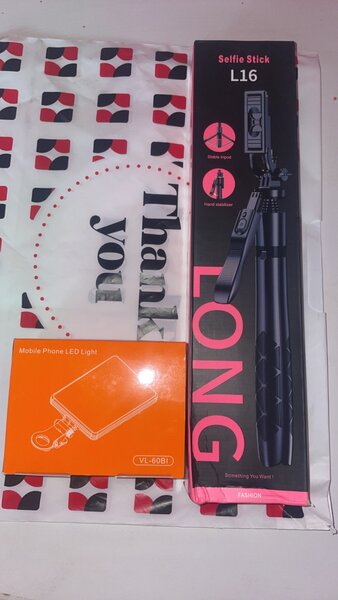 Selfie Stick
L16
Stable tripod
Hand stabilizer
LONG
Something You Want !
FASHION
Thank
you
Mobile Phone LED Light
VL-60BI